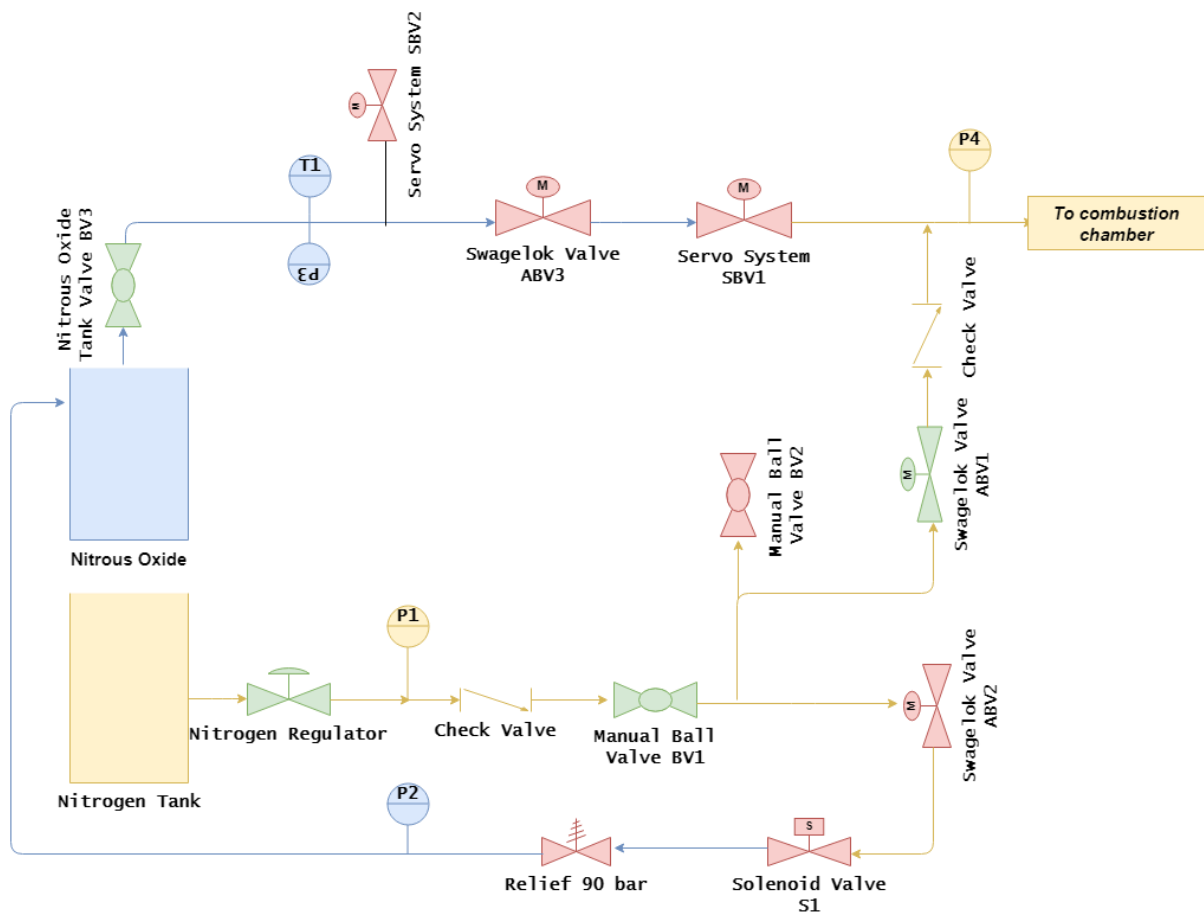 Servo System SBV2
M
T1
P3
Nitrous Oxide
Tank Valve BV3
M
Swagelok Valve
ABV3
M
Servo System
SBV1
P4
To combustion
chamber
Check Valve
Nitrous Oxide
M
Swagelok Valve
ABV1
Manual Ball
Valve BV2
P1
Nitrogen Regulator
Check Valve
Manual Ball
Valve BV1
M
Swagelok Valve
ABV2
Nitrogen Tank
P2
Relief 90 bar
S
Solenoid Valve
S1